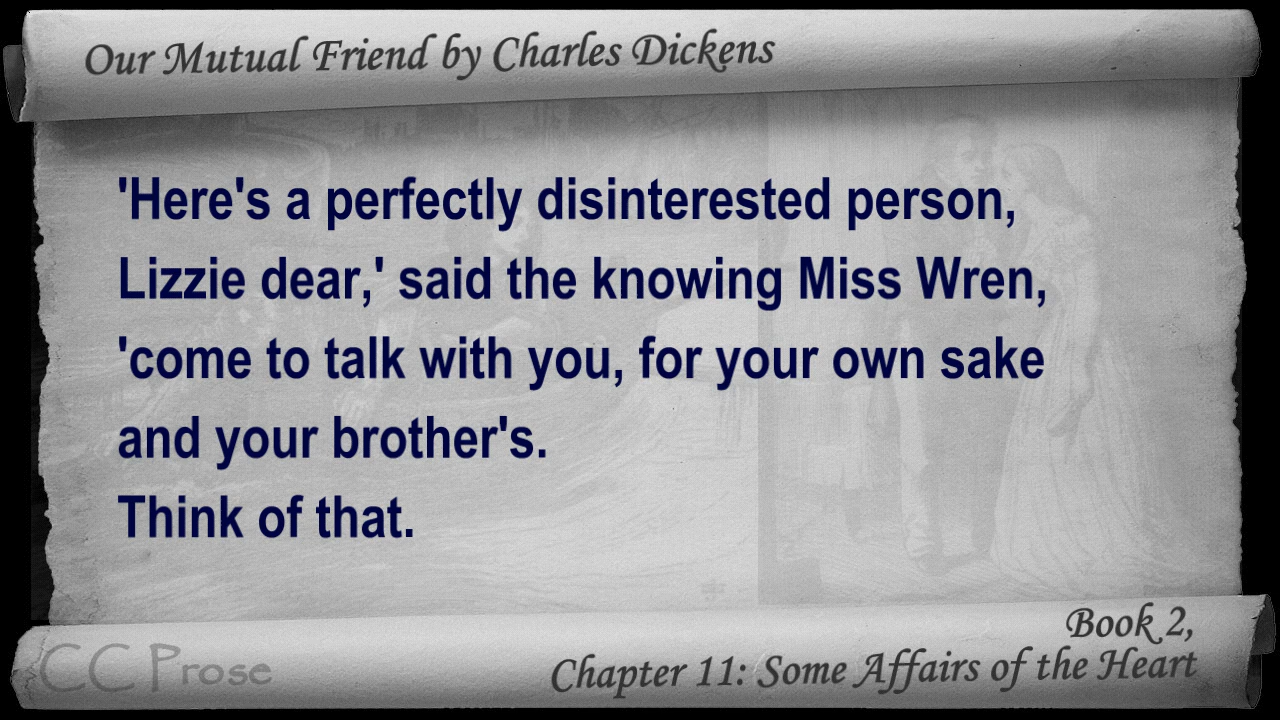 Our Mutual Friend by Charles Dickens
'Here's a perfectly disinterested person,
Lizzie dear,' said the knowing Miss Wren,
'come to talk with you, for your own sake
and your brother's.
Think of that.
Book 2,
Chapter 11: Some Affairs of the Heart
CC Prose